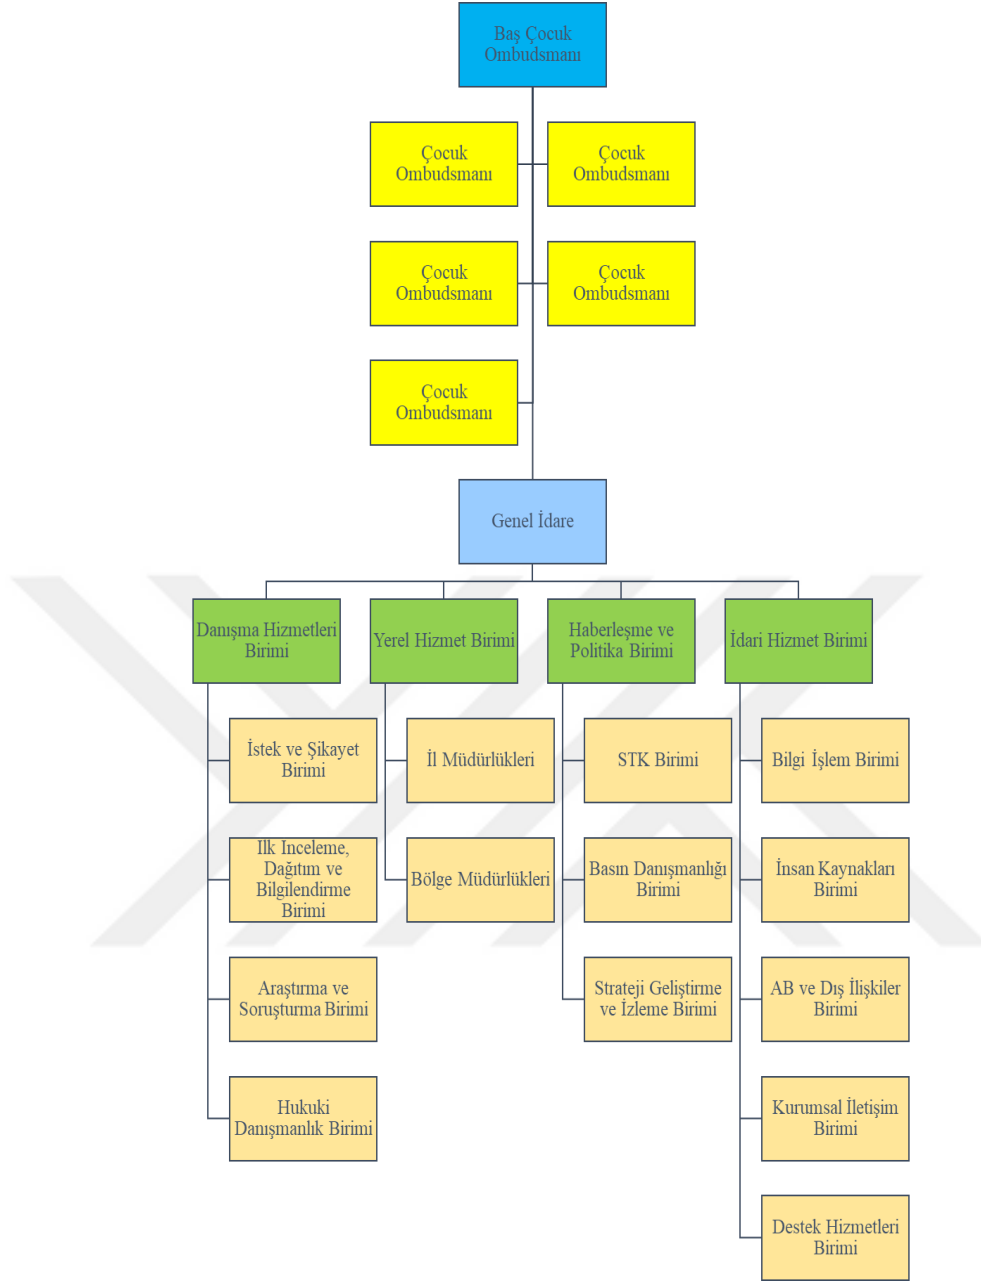 Baş Çocuk
Ombudsmanı
Çocuk
Ombudsmanı
Çocuk
Ombudsmanı
Çocuk
Ombudsmanı
Çocuk
Ombudsmanı
Çocuk
Ombudsmanı
Genel İdare
Danışma Hizmetleri
Birimi
Yerel Hizmet Birimi
Haberleşme ve
Politika Birimi
İdari Hizmet Birimi
İstek ve Şikayet
Birimi
İlk İnceleme,
Dağıtım ve
Bilgilendirme
Birimi
Araştırma ve
Soruşturma Birimi
Hukuki
Danışmanlık Birimi
İl Müdürlükleri
Bölge Müdürlükleri
STK Birimi
Basın Danışmanlığı
Birimi
Strateji Geliştirme
ve İzleme Birimi
Bilgi İşlem Birimi
İnsan Kaynakları
Birimi
AB ve Dış İlişkiler
Birimi
Kurumsal İletişim
Birimi
Destek Hizmetleri
Birimi